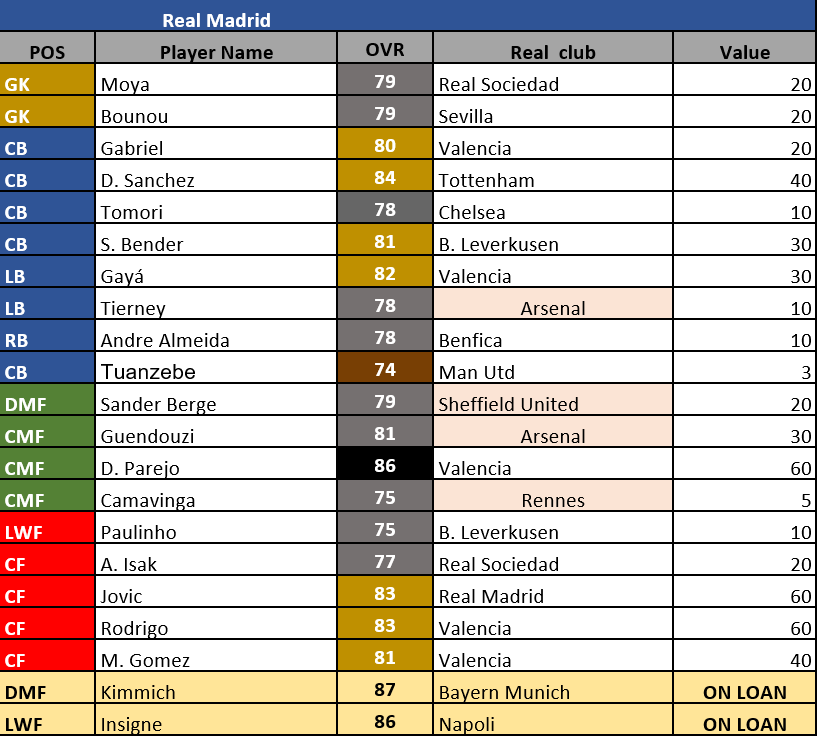 Real Madrid
POS Player Name OVR Real club Value
GK Moya 79 Real Sociedad 20
GK Bounou 79 Sevilla 20
CB Gabriel 80 Valencia 20
CB D. Sanchez 84 Tottenham 40
CB Tomori 78 Chelsea 10
CB S. Bender 81 B. Leverkusen 30
LB Gayá 82 Valencia 30
LB Tierney 78 Arsenal 10
RB Andre Almeida 78 Benfica 10
CB Tuanzebe 74 Man Utd 3
DMF Sander Berge 79 Sheffield United 20
CMF Guendouzi 81 Arsenal 30
CMF D. Parejo 86 Valencia 60
CMF Camavinga 75 Rennes 5
LWF Paulinho 75 B. Leverkusen 10
CF A. Isak 77 Real Sociedad 20
CF Jovic 83 Real Madrid 60
CF Rodrigo 83 Valencia 60
CF M. Gomez 81 Valencia 40
DMF Kimmich 87 Bayern Munich ON LOAN
LWF Insigne 86 Napoli ON LOAN